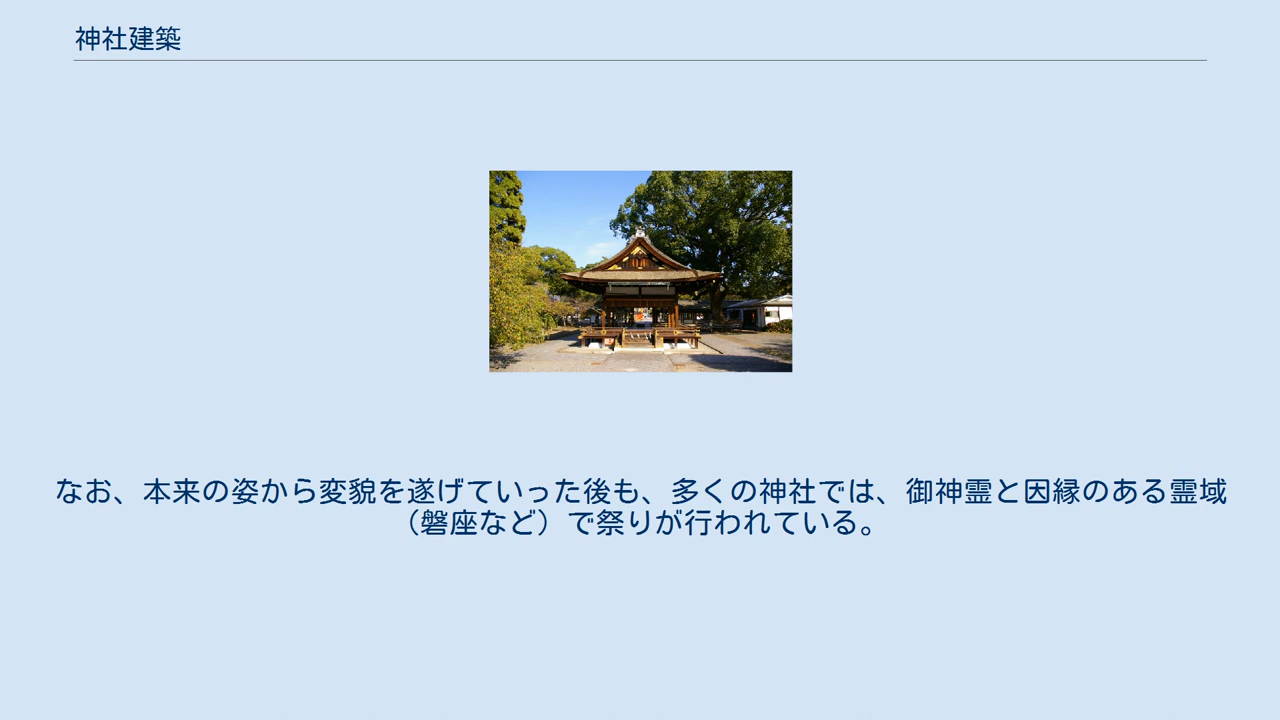 神社建築
なお、本来の姿から変貌を遂げていった後も、多くの神社では、御神霊と因縁のある霊域
（磐座など）で祭りが行われている。